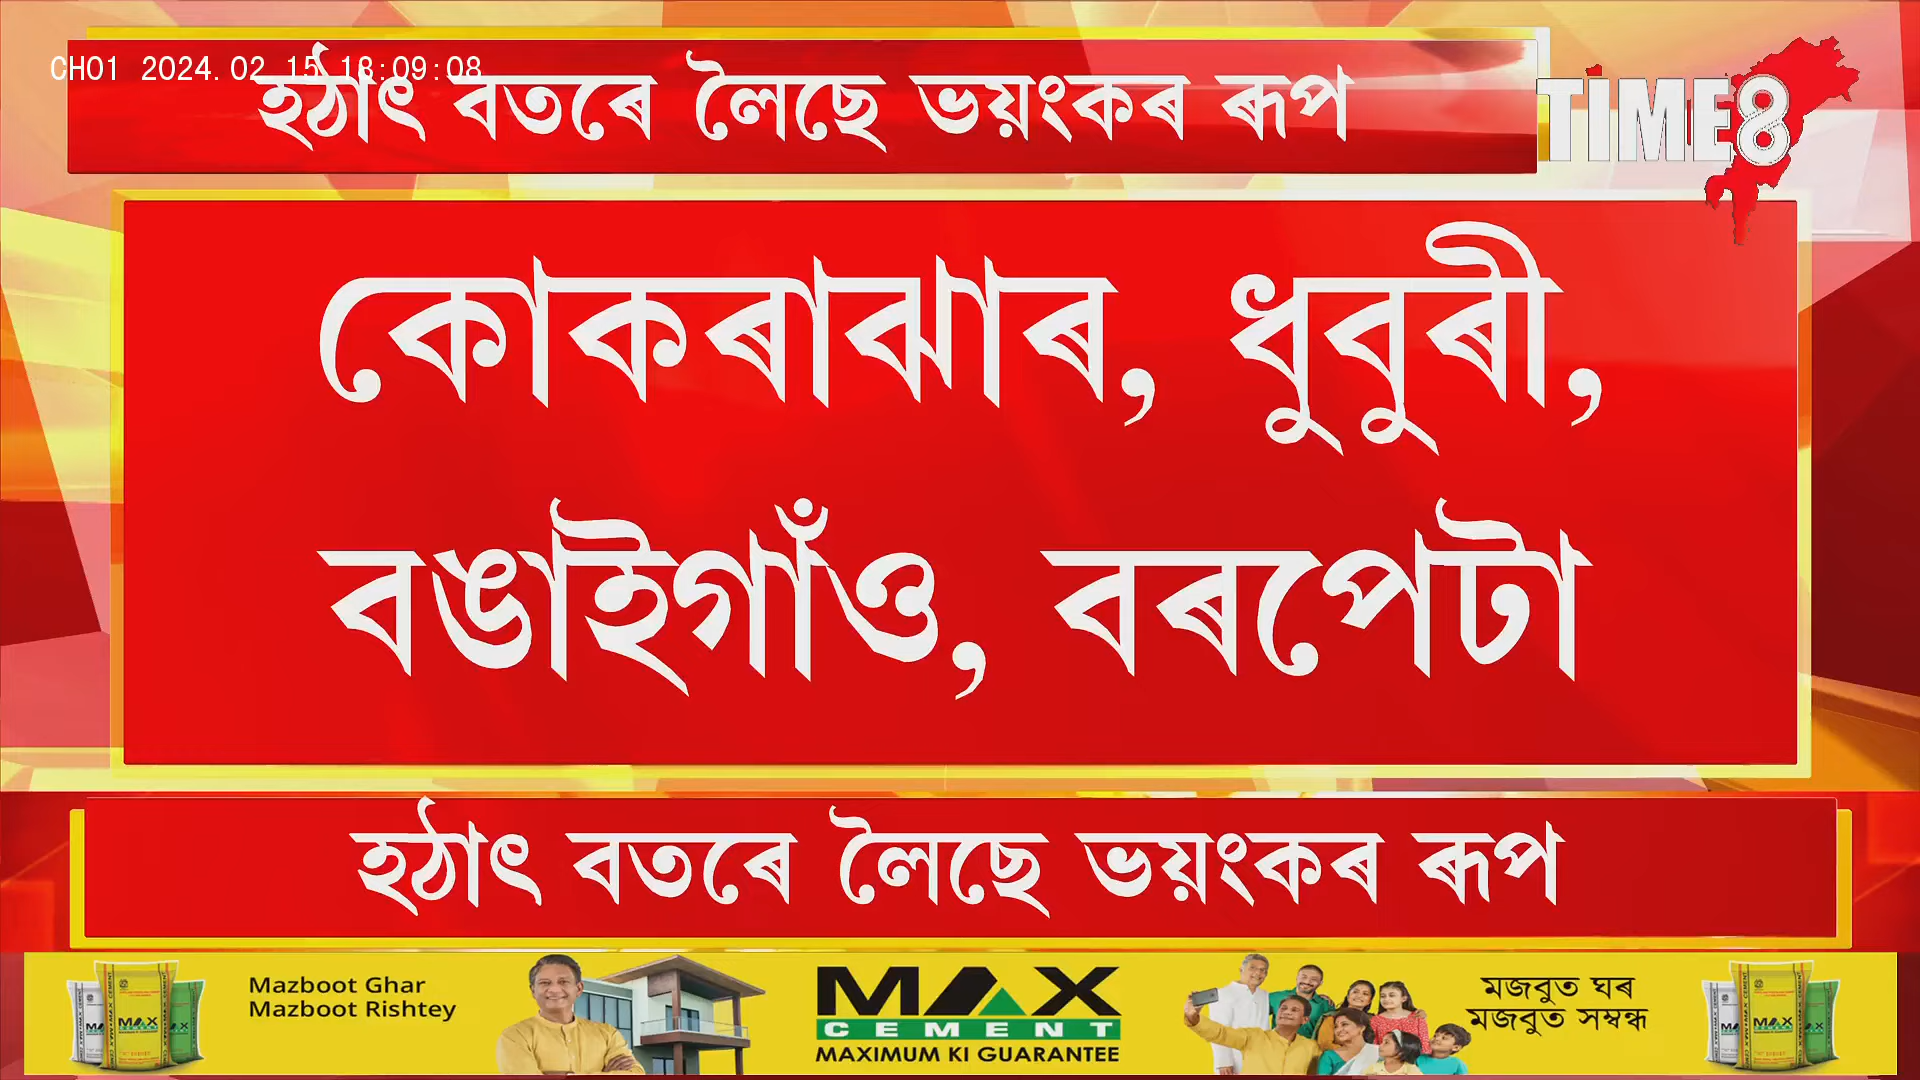 CH01 2024.02.15 18:09:08
হঠাৎ বতৰে লৈছে ভয়ংকৰ ৰূপ
TIME8
কোকৰাঝাৰ, ধুবুৰী,
বঙাইগাঁও, বৰপেটা
হঠাৎ বতৰে লৈছে ভয়ংকৰ ৰূপ
Mazboot Ghar
Mazboot Rishtey
MAX
CEMENT
MAXIMUM KI GUARANTEE
মজবুত ঘৰ
মজবুত সম্বন্ধ